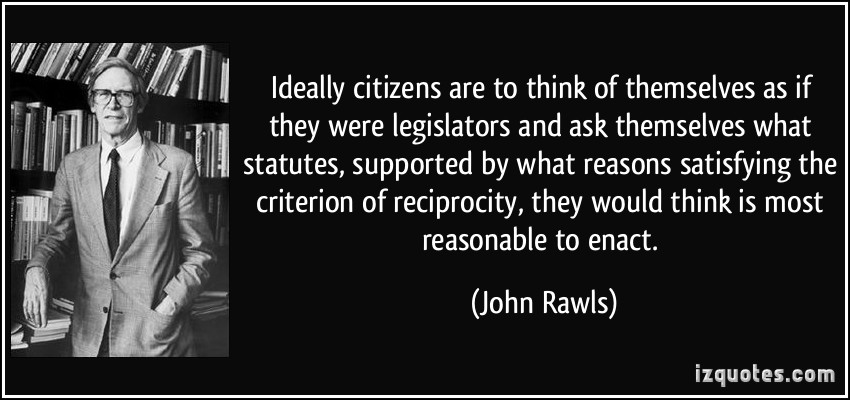 Ideally citizens are to think of themselves as if
they were legislators and ask themselves what
statutes, supported by what reasons satisfying the
criterion of reciprocity, they would think is most
reasonable to enact.
(John Rawls)
izquotes.com